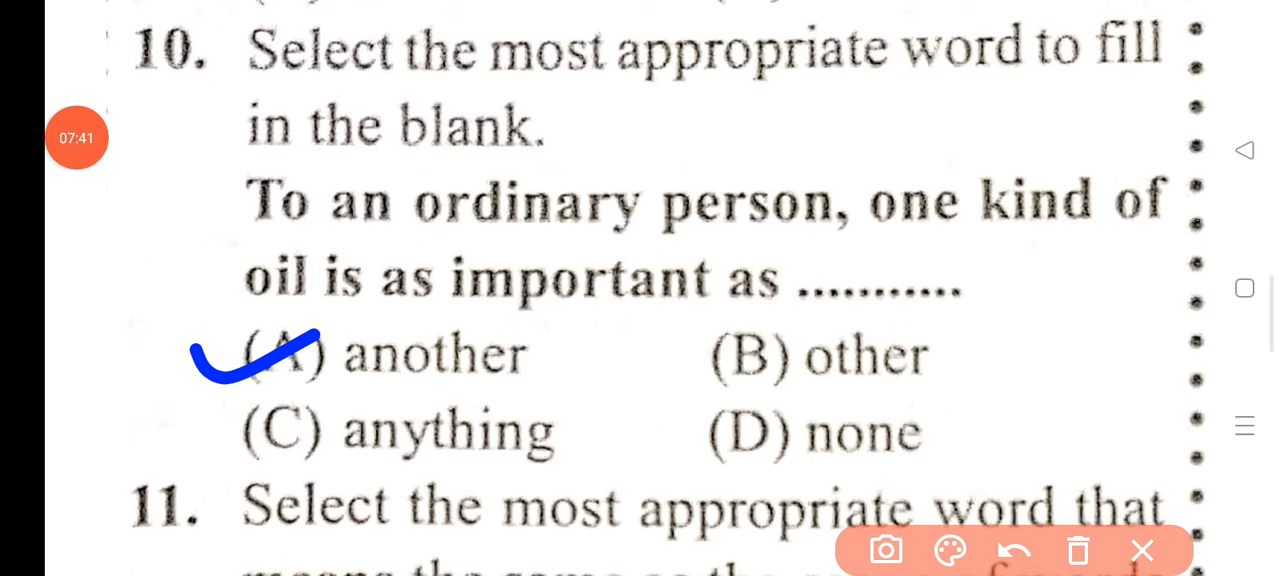 10. Select the most appropriate word to fill
in the blank.
07:41
To an ordinary person, one kind of
oil is as important as ...........
(A) another (B) other
(C) anything (D) none
11. Select the most appropriate word that